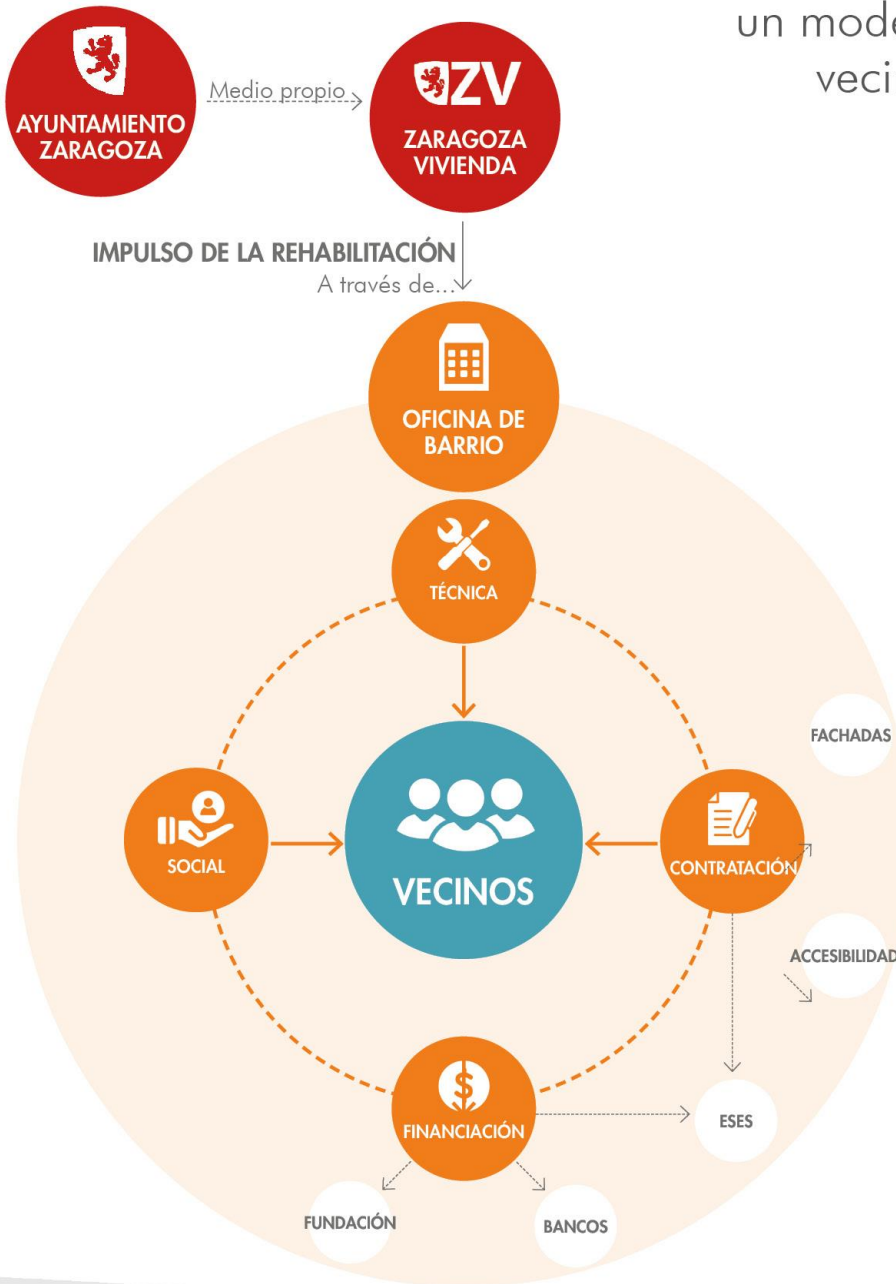 un mode
veci
AYUNTAMIENTO
ZARAGOZA
Medio propio
ZV
ZARAGOZA
VIVIENDA
IMPULSO DE LA REHABILITACIÓN
A través de...
OFICINA DE
BARRIO
TÉCNICA
FACHADAS
SOCIAL
VECINOS
CONTRATACIÓN
ACCESIBILIDAD
FINANCIACIÓN
ESES
FUNDACIÓN
BANCOS